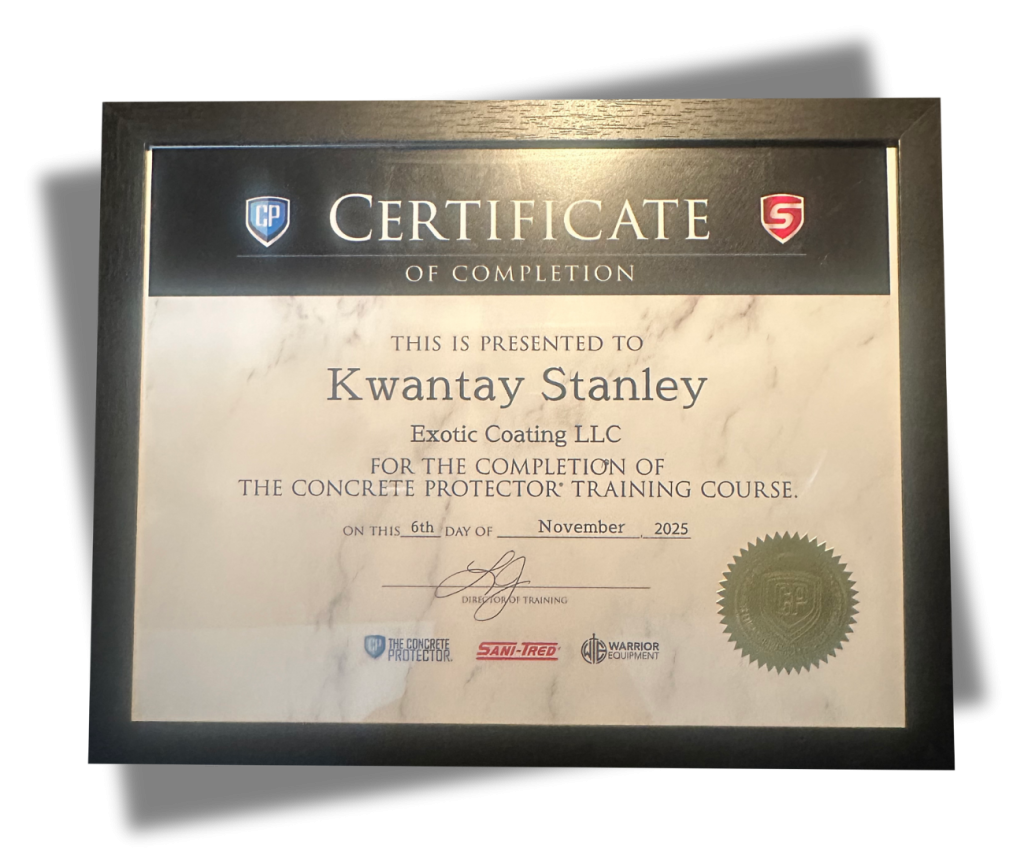 CP CERTIFICATE S
OF COMPLETION
THIS IS PRESENTED TO
Kwantay Stanley
Exotic Coating LLC
FOR THE COMPLETION OF
THE CONCRETE PROTECTOR® TRAINING COURSE.
ON THIS 6th DAY OF November, 2025
DIRECTOR OF TRAINING
CP
CP THE CONCRETE PROTECTOR. SANI-TRED® WARRIOR EQUIPMENT